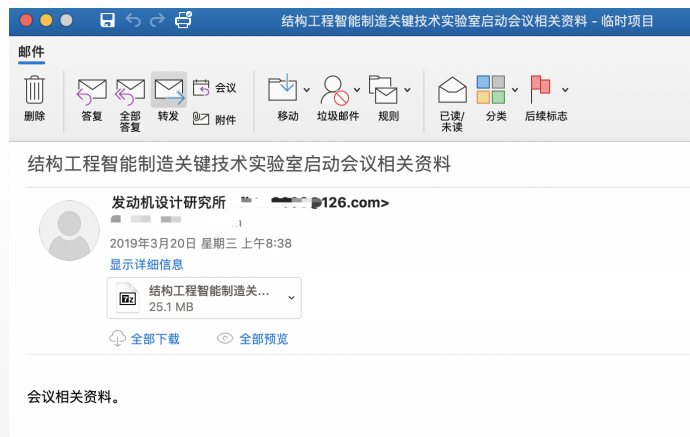 结构工程智能制造关键技术实验室启动会议相关资料 - 临时项目
邮件
删除
答复
全部答复
转发
会议
附件
移动
垃圾邮件
规则
已读/未读
分类
后续标志
结构工程智能制造关键技术实验室启动会议相关资料
发动机设计研究所 @126.com>
2019年3月20日 星期三 上午8:38
显示详细信息
7z
结构工程智能制造关...
25.1 MB
全部下载 全部预览
会议相关资料。